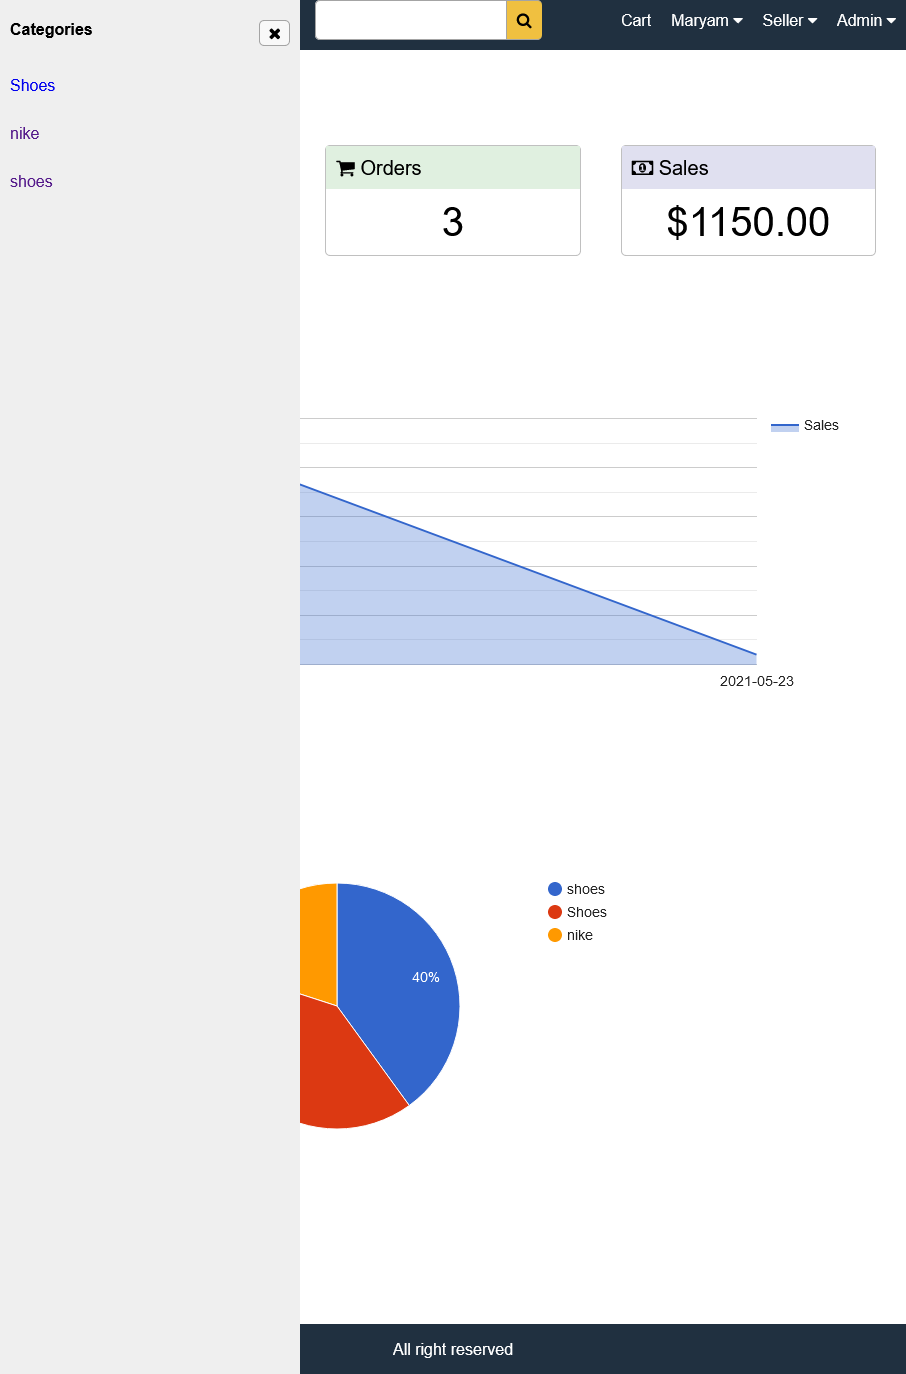 Categories
Shoes
nike
shoes
Cart Maryam Seller Admin
Orders
3
Sales
$1150.00
Sales
2021-05-23
40%
shoes
Shoes
nike
All right reserved